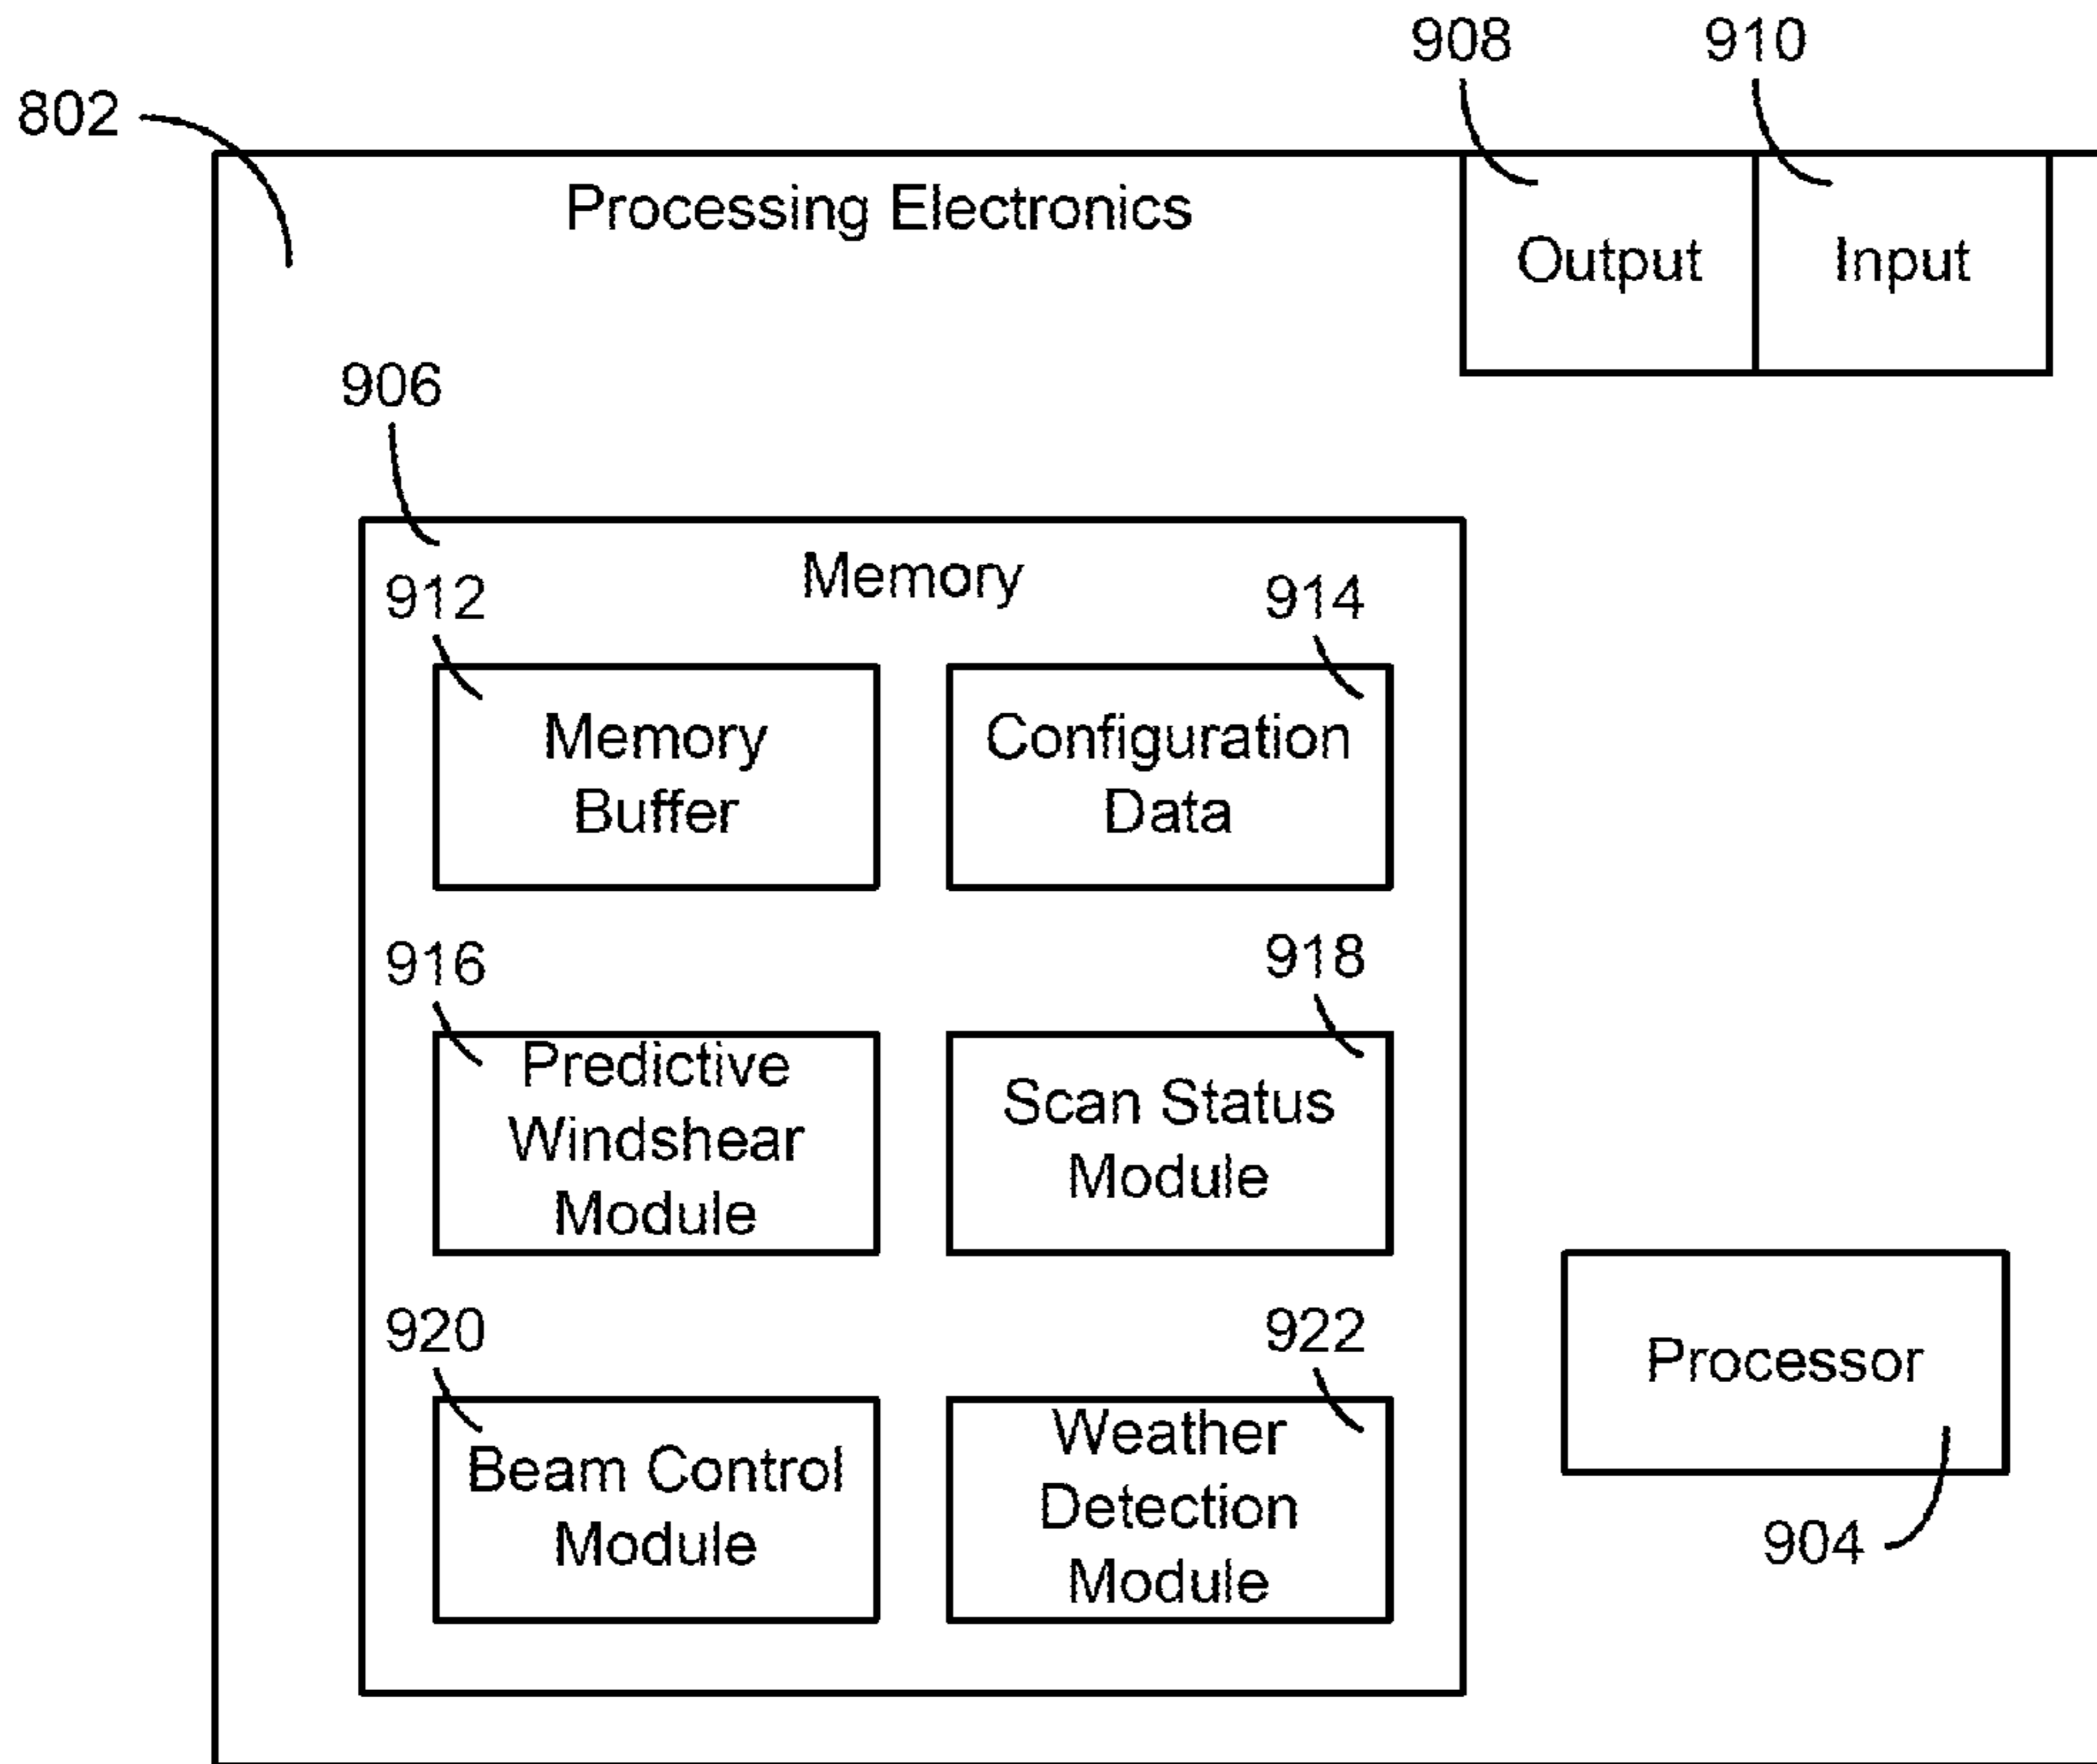 908
910
802
Processing Electronics
Output
Input
906
Memory
912
914
Memory
Buffer
Configuration
Data
916
918
Predictive
Windshear
Module
Scan Status
Module
920
922
Beam Control
Module
Weather
Detection
Module
Processor
904